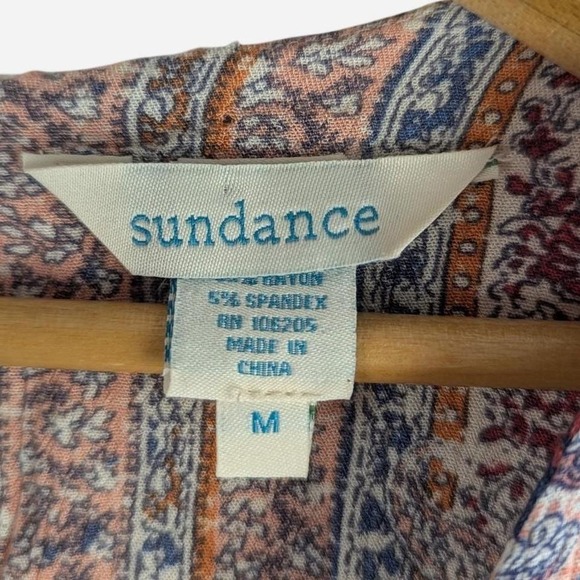 sundance
RAYON
5% SPANDEX
RN 106205
MADE IN
CHINA
M